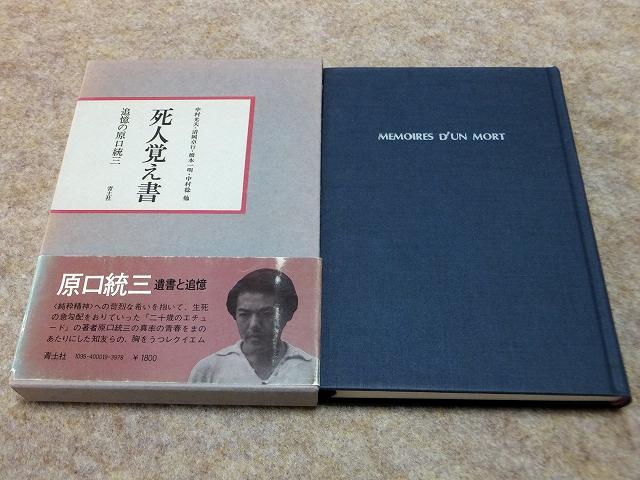 中村光夫・清岡卓行・橋本一明・中村稔 他
死人覚え書
追憶の原口統三
青土社
原口統三 遺書と追憶
〈純粋精神〉への苛烈な希いを抱いて、生死
の急勾配をおりていった「二十歳のエチュ
ード」の著者原口統三の真率の青春をまの
あたりにした知友らの、胸をうつレクイエム
青土社 1095-400019-3978 ¥1800
MEMOIRES D'UN MORT